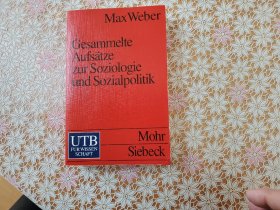 Max Weber
Gesammelte
Aufsätze
zur Soziologie
und Sozialpolitik
UTB
FÜR WISSEN
SCHAFT
Mohr
Siebeck